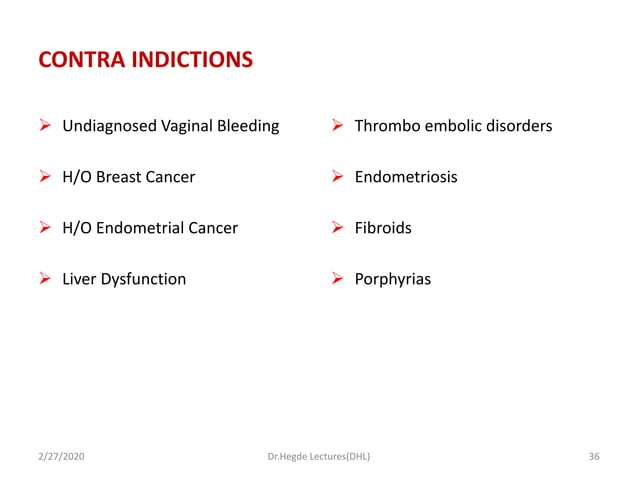 CONTRA INDICTIONS
Undiagnosed Vaginal Bleeding
H/O Breast Cancer
H/O Endometrial Cancer
Liver Dysfunction
Thrombo embolic disorders
Endometriosis
Fibroids
Porphyrias
2/27/2020
Dr.Hegde Lectures(DHL)
36